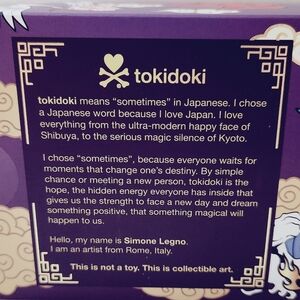 tokidoki
tokidoki means "sometimes" in Japanese. I chose
a Japanese word because I love Japan. I love
everything from the ultra-modern happy face of
Shibuya, to the serious magic silence of Kyoto.
I chose "sometimes", because everyone waits for
moments that change one's destiny. By simple
chance or meeting a new person, tokidoki is the
hope, the hidden energy everyone has inside that
gives us the strength to face a new day and dream
something positive, that something magical will
happen to us.
Hello, my name is Simone Legno.
I am an artist from Rome, Italy.
This is not a toy. This is collectible art.